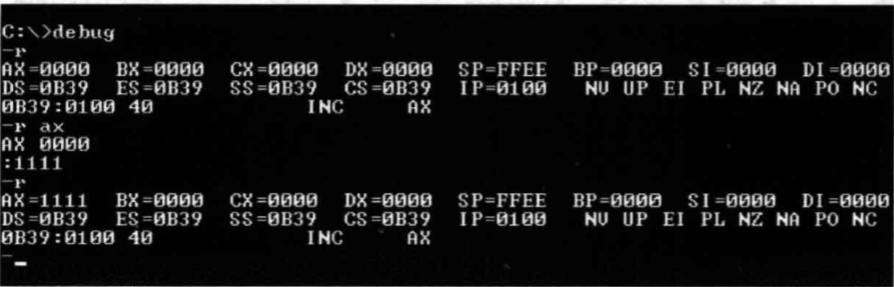 C:\>debug
-r
AX=0000 BX=0000 CX=0000 DX=0000 SP=FFEE BP=0000 SI=0000 DI=0000
DS=0B39 ES=0B39 SS=0B39 CS=0B39 IP=0100 NV UP EI PL NZ NA PO NC
0B39:0100 40 INC AX
-r ax
AX 0000
:1111
-r
AX=1111 BX=0000 CX=0000 DX=0000 SP=FFEE BP=0000 SI=0000 DI=0000
DS=0B39 ES=0B39 SS=0B39 CS=0B39 IP=0100 NV UP EI PL NZ NA PO NC
0B39:0100 40 INC AX
-_